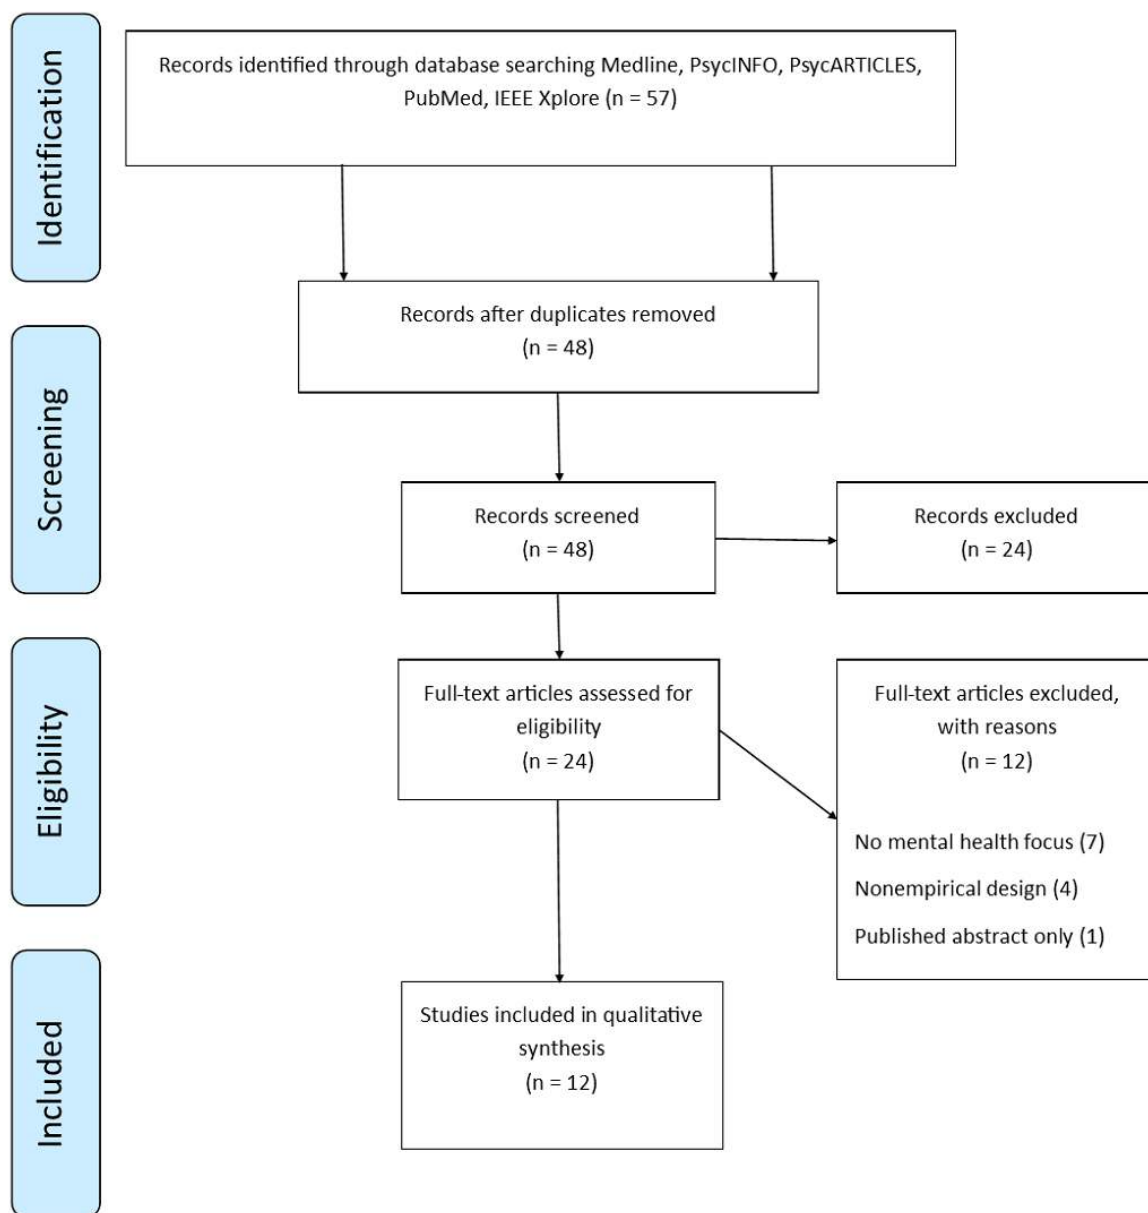 Identification
Records identified through database searching Medline, PsycINFO, PsycARTICLES,
PubMed, IEEE Xplore (n = 57)
Records after duplicates removed
(n = 48)
Screening
Records screened
(n = 48)
Records excluded
(n = 24)
Eligibility
Full-text articles assessed for
eligibility
(n = 24)
Full-text articles excluded,
with reasons
(n = 12)
No mental health focus (7)
Nonempirical design (4)
Published abstract only (1)
Included
Studies included in qualitative
synthesis
(n = 12)